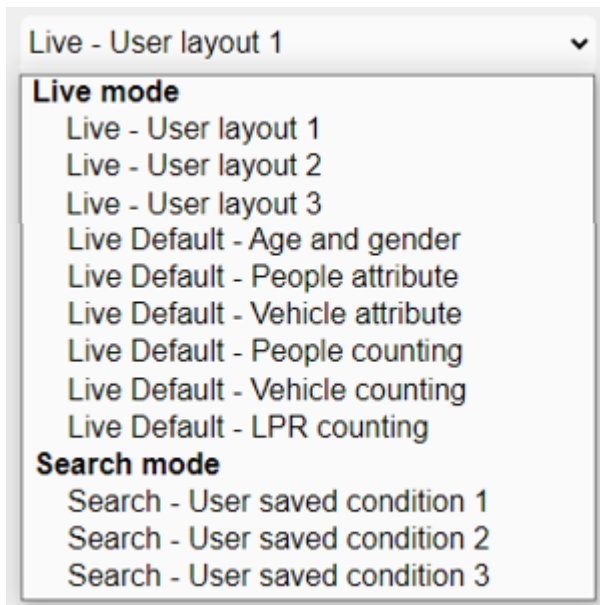 Live - User layout 1
Live mode
Live - User layout 1
Live - User layout 2
Live - User layout 3
Live Default - Age and gender
Live Default - People attribute
Live Default - Vehicle attribute
Live Default - People counting
Live Default - Vehicle counting
Live Default - LPR counting
Search mode
Search - User saved condition 1
Search - User saved condition 2
Search - User saved condition 3